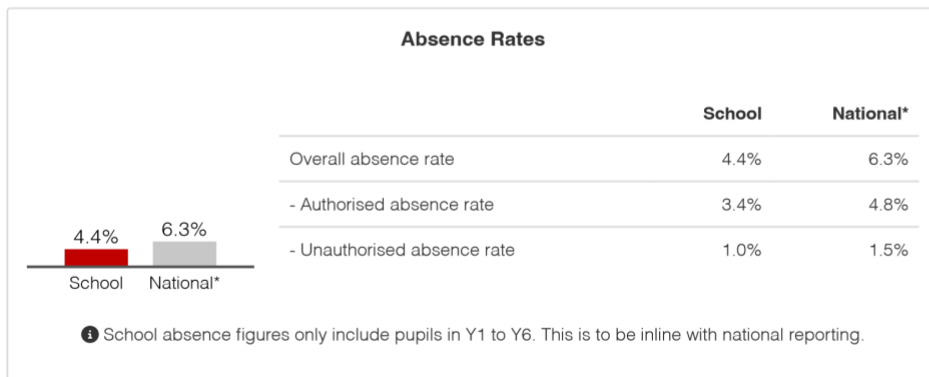 Absence Rates
School National*
Overall absence rate 4.4% 6.3%
- Authorised absence rate 3.4% 4.8%
- Unauthorised absence rate 1.0% 1.5%
4.4% 6.3%
School National*
School absence figures only include pupils in Y1 to Y6. This is to be inline with national reporting.